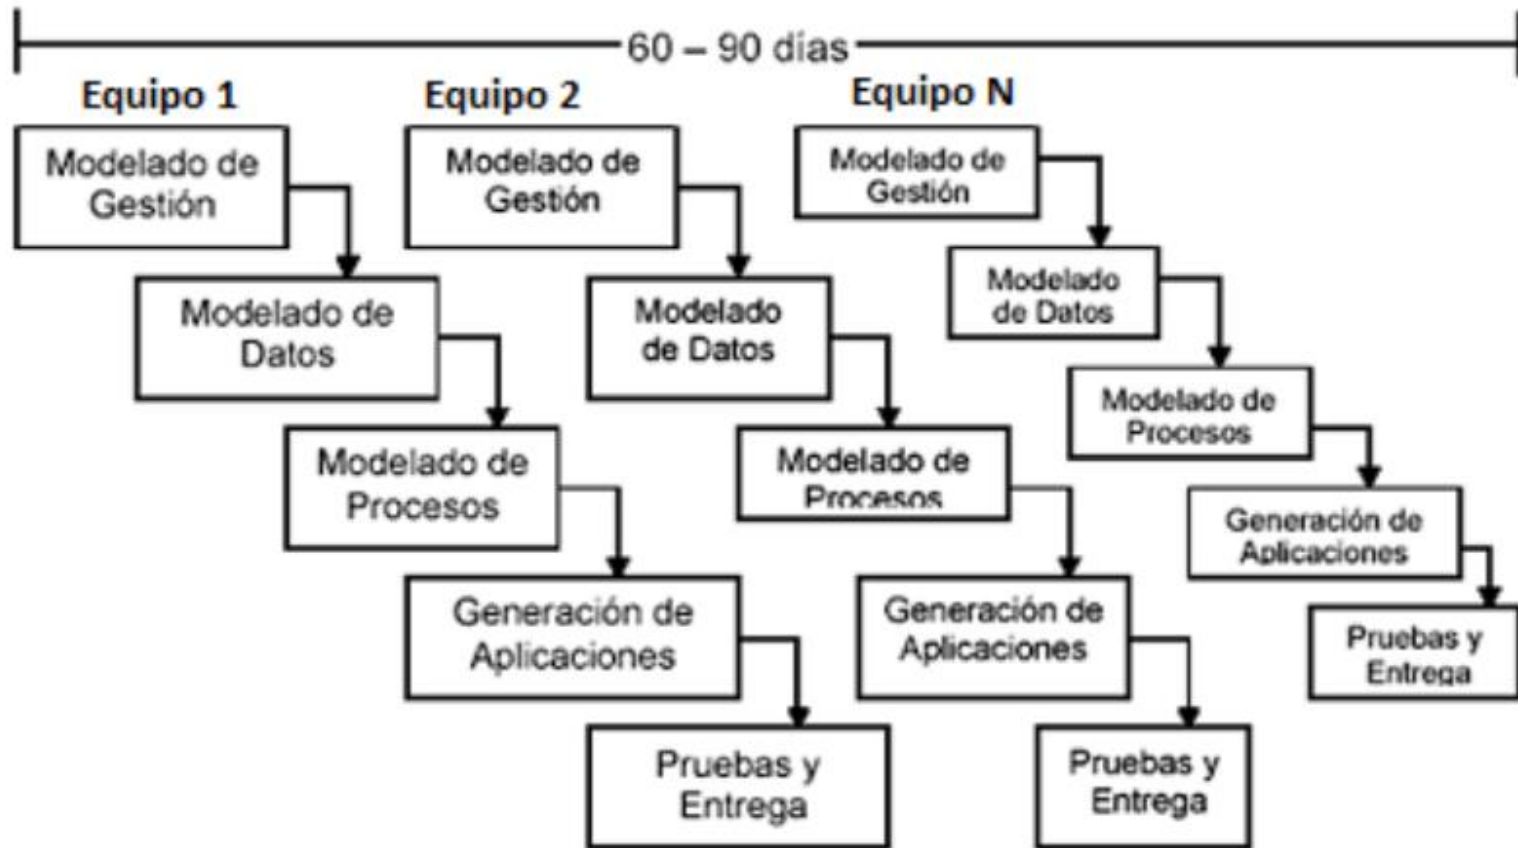 60 – 90 días
Equipo 1
Modelado de
Gestión
Modelado de
Datos
Modelado de
Procesos
Generación de
Aplicaciones
Pruebas y
Entrega
Equipo 2
Modelado de
Gestión
Modelado
de Datos
Modelado de
Procesos
Generación de
Aplicaciones
Pruebas y
Entrega
Equipo N
Modelado de
Gestión
Modelado
de Datos
Modelado de
Procesos
Generación de
Aplicaciones
Pruebas y
Entrega